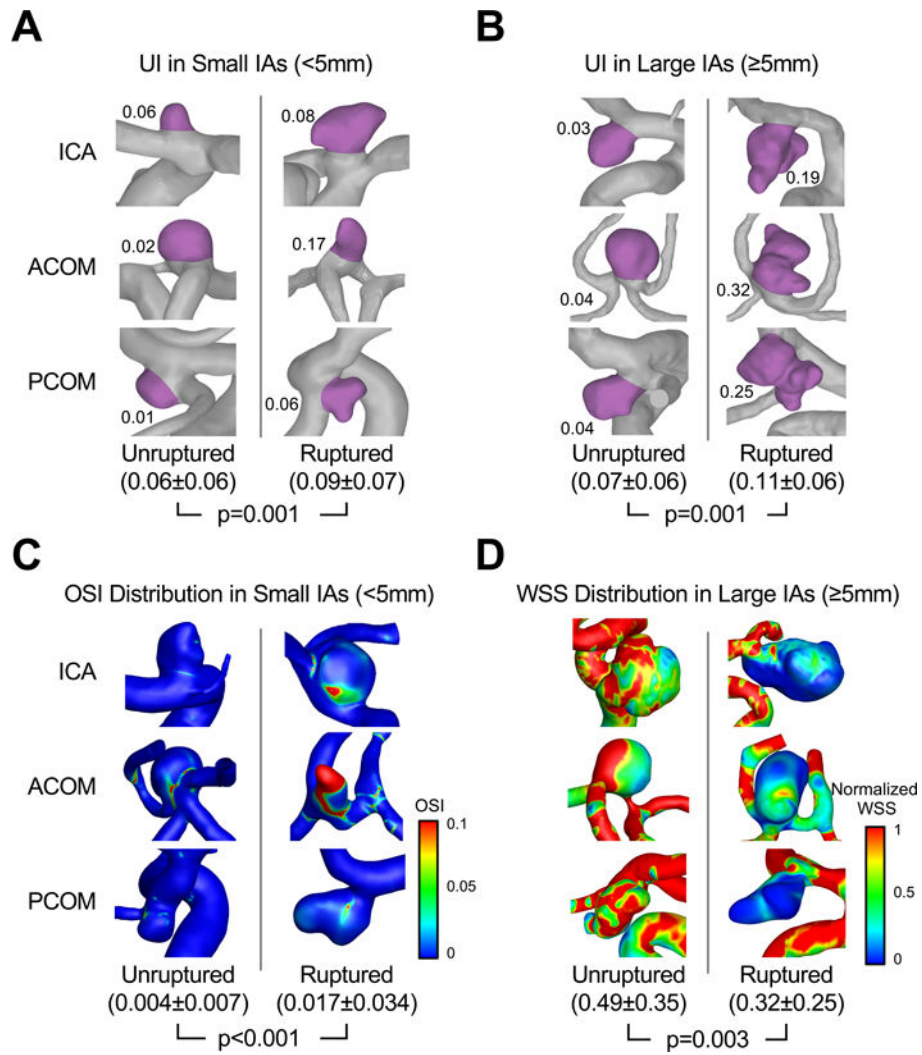 A
UI in Small IAs (<5mm)
ICA
0.06
0.08
ACOM
0.02
0.17
PCOM
0.01
0.06
Unruptured
(0.06±0.06)
Ruptured
(0.09±0.07)
p=0.001
B
UI in Large IAs (≥5mm)
0.03
0.19
0.04
0.32
0.04
0.25
Unruptured
(0.07±0.06)
Ruptured
(0.11±0.06)
p=0.001
C
OSI Distribution in Small IAs (<5mm)
ICA
ACOM
PCOM
OSI
0.1
0.05
0
Unruptured
(0.004±0.007)
Ruptured
(0.017±0.034)
p<0.001
D
WSS Distribution in Large IAs (≥5mm)
Normalized
WSS
1
0.5
0
Unruptured
(0.49±0.35)
Ruptured
(0.32±0.25)
p=0.003